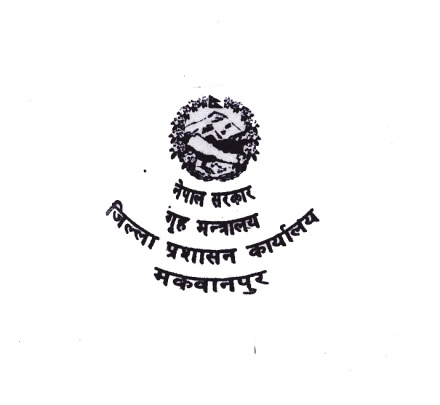 नेपाल सरकार
गृह मन्त्रालय
जिल्ला प्रशासन कार्यालय
मकवानपुर